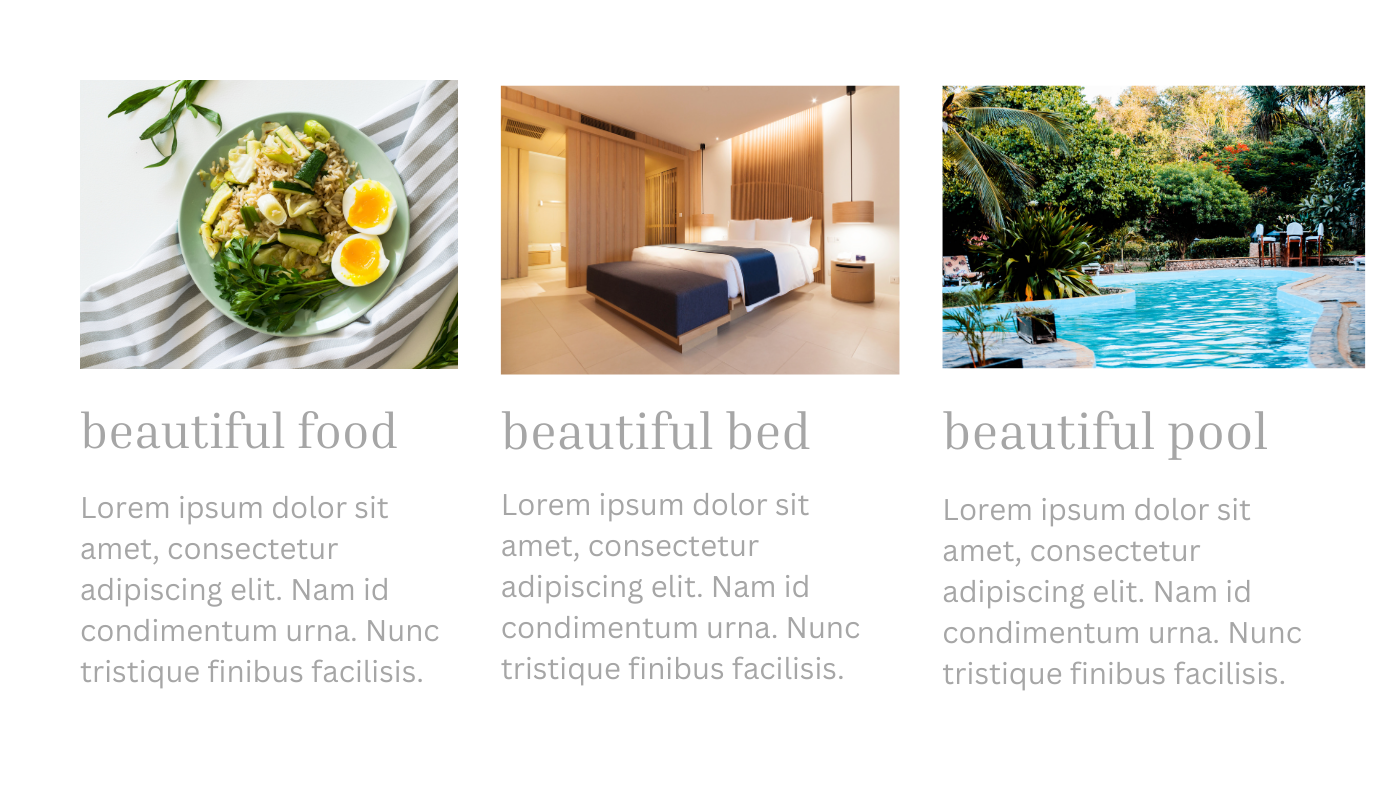 beautiful food
Lorem ipsum dolor sit
amet, consectetur
adipiscing elit. Nam id
condimentum urna. Nunc
tristique finibus facilisis.
beautiful bed
Lorem ipsum dolor sit
amet, consectetur
adipiscing elit. Nam id
condimentum urna. Nunc
tristique finibus facilisis.
beautiful pool
Lorem ipsum dolor sit
amet, consectetur
adipiscing elit. Nam id
condimentum urna. Nunc
tristique finibus facilisis.